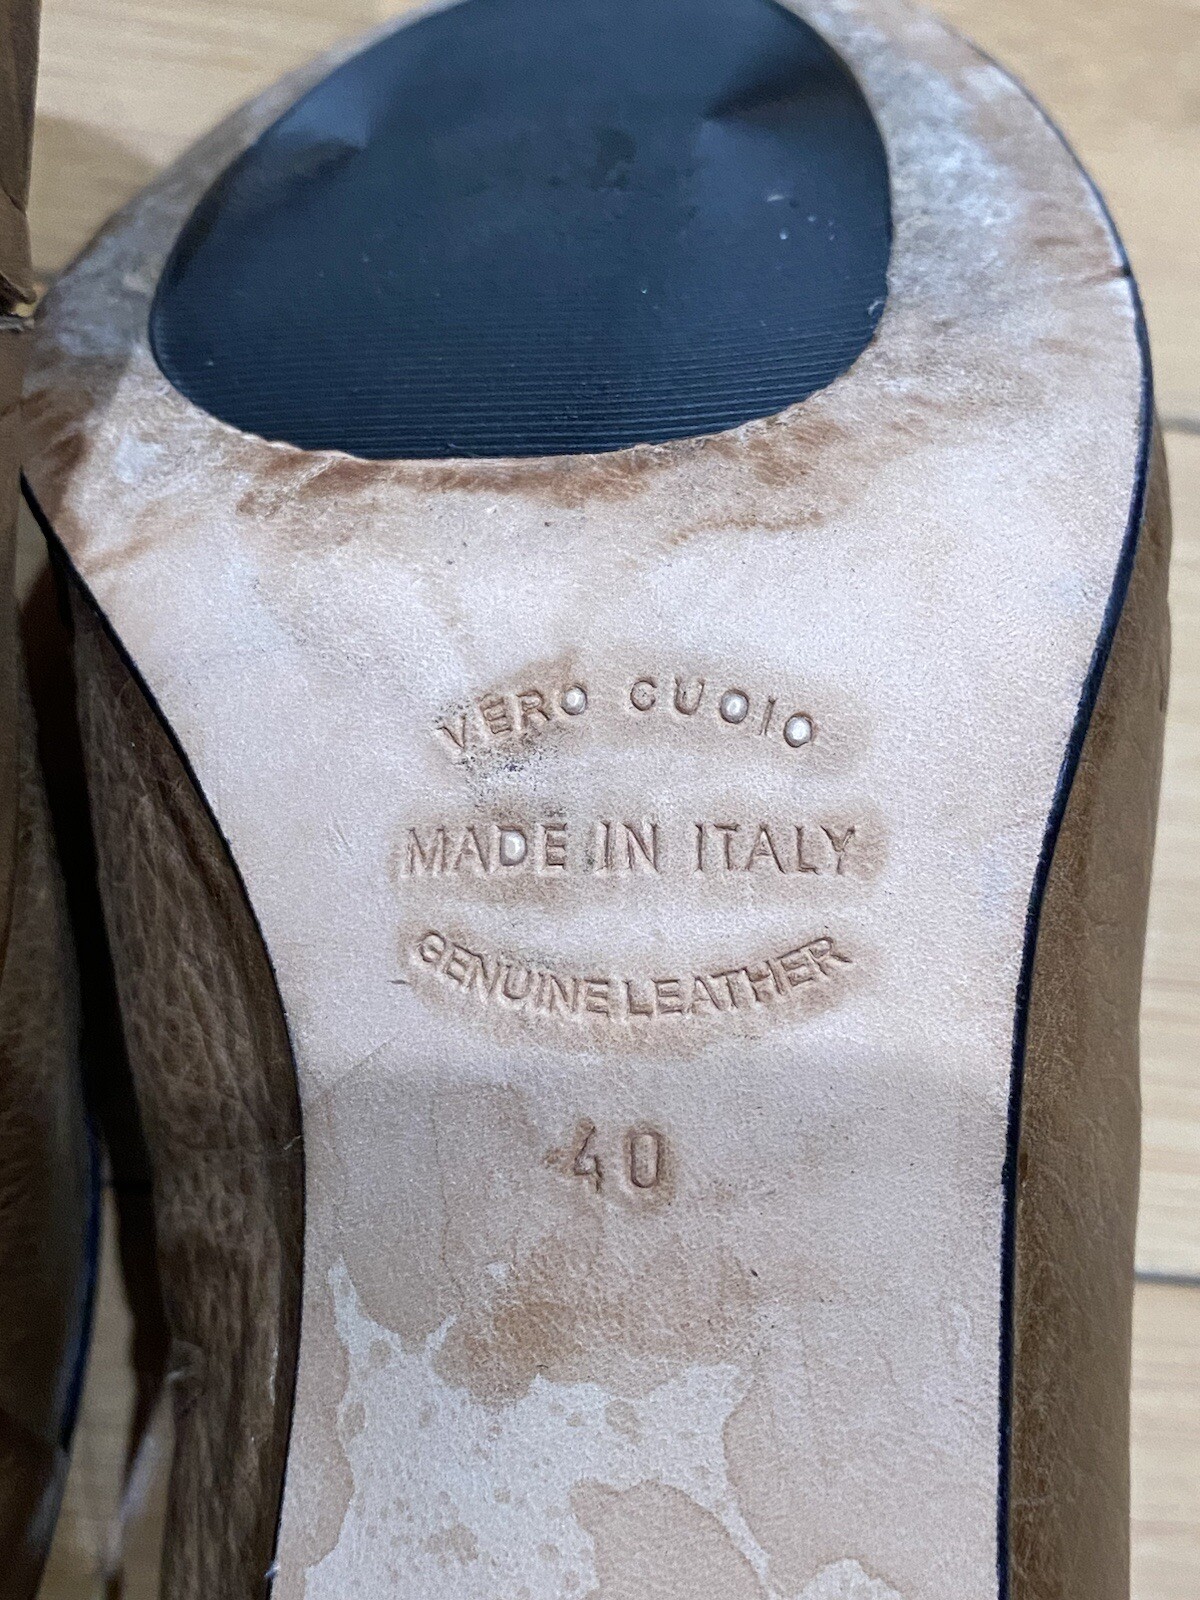 VERO CUOIO
MADE IN ITALY
GENUINE LEATHER
40